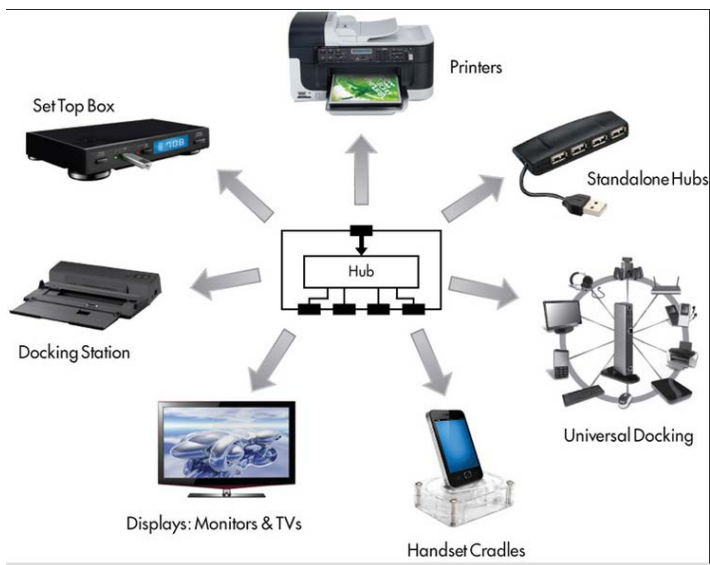 Printers
Set Top Box
Standalone Hubs
Hub
Docking Station
Universal Docking
Displays: Monitors & TVs
Handset Cradles